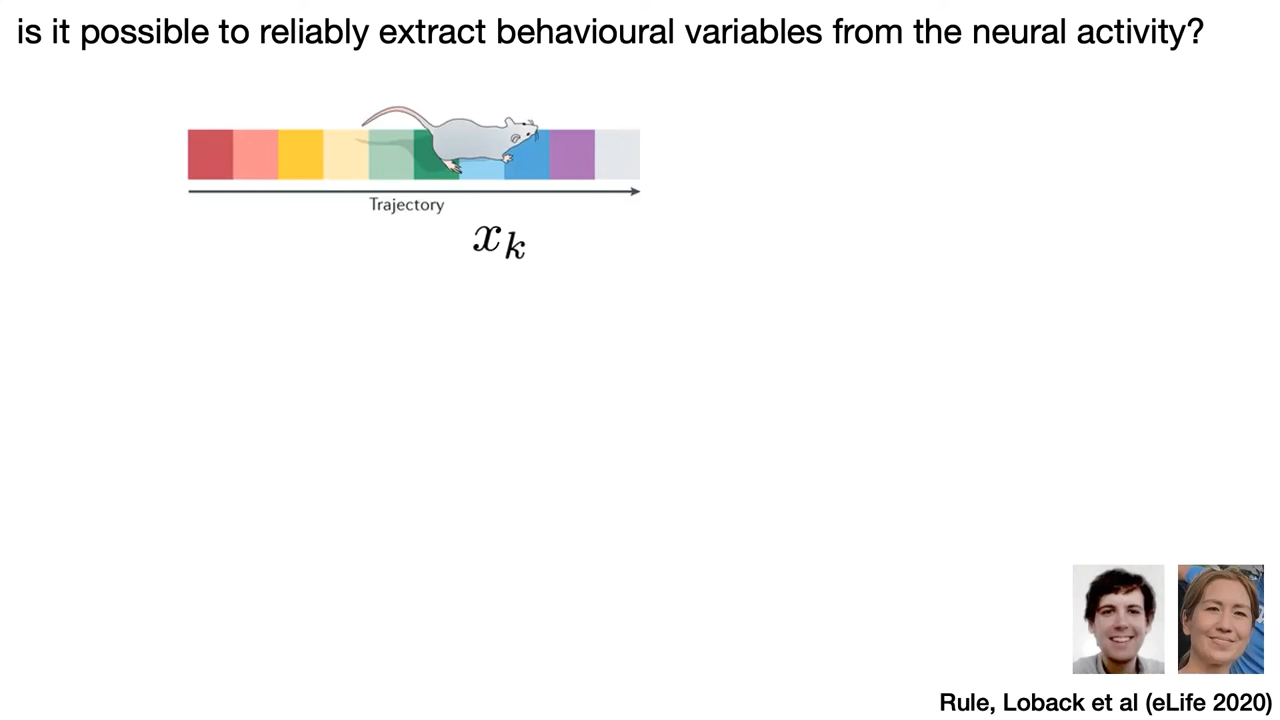 is it possible to reliably extract behavioural variables from the neural activity?
Trajectory
x_k
Rule, Loback et al (eLife 2020)